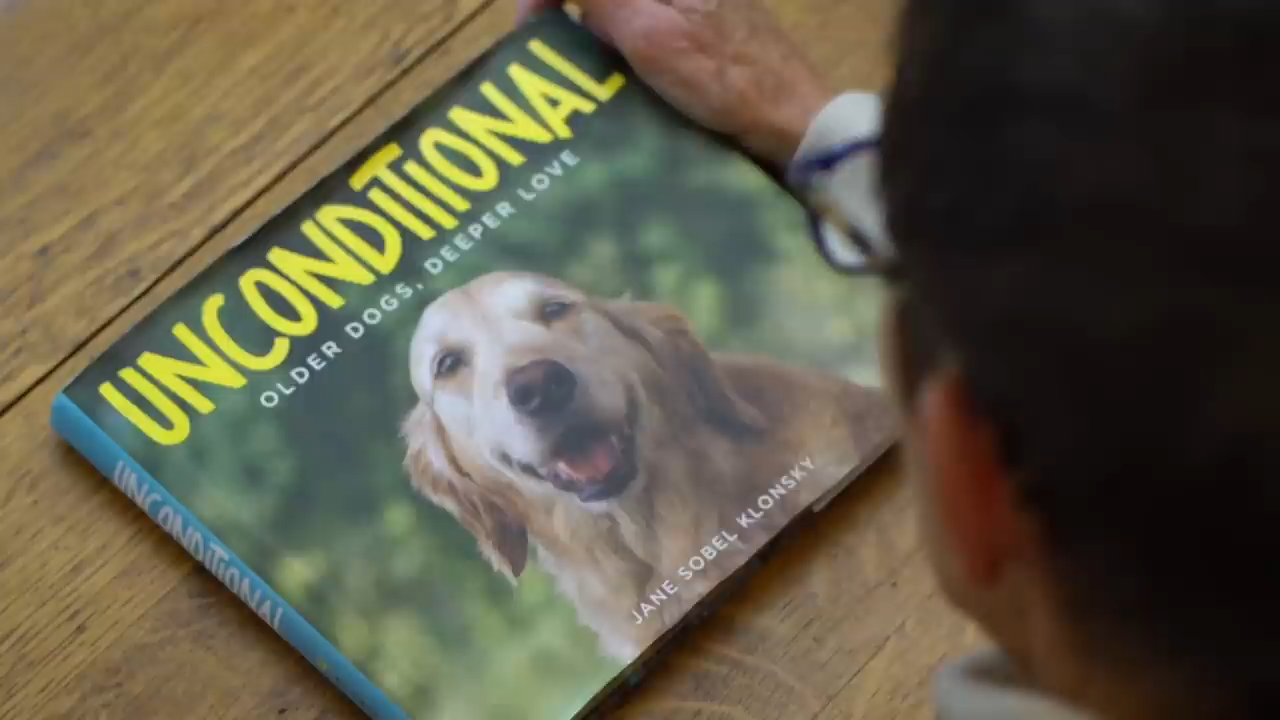 UNCONDITIONAL
OLDER DOGS, DEEPER LOVE
JANE SOBEL KLONSKY
UNCONDITIONAL